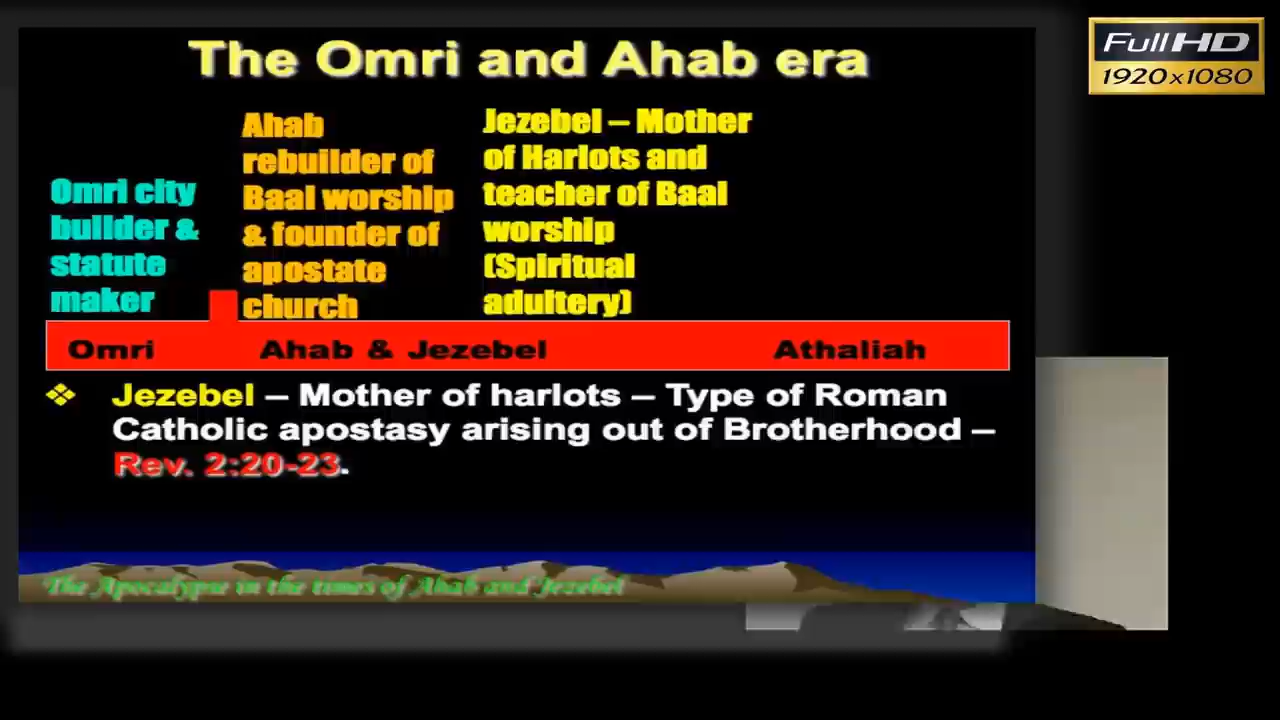 The Omri and Ahab era
Full HD
1920x1080
Omri city
builder &
statute
maker
Ahab
rebuilder of
Baal worship
& founder of
apostate
church
Jezebel – Mother
of Harlots and
teacher of Baal
worship
(Spiritual
adultery)
Omri Ahab & Jezebel Athaliah
❖ Jezebel – Mother of harlots – Type of Roman
Catholic apostasy arising out of Brotherhood –
Rev. 2:20-23.
The Apocalypse in the times of Ahab and Jezebel